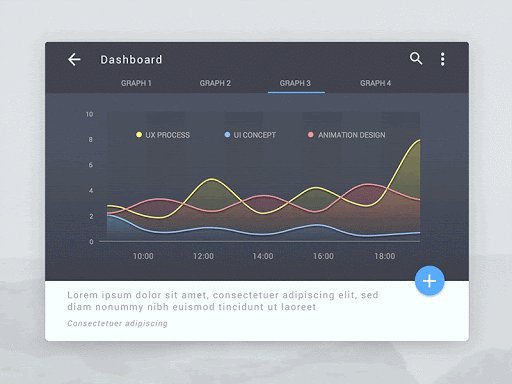 Dashboard
GRAPH 1 GRAPH 2 GRAPH 3 GRAPH 4
10
UX PROCESS UI CONCEPT ANIMATION DESIGN
8
6
4
2
0
10:00 12:00 14:00 16:00 18:00
Lorem ipsum dolor sit amet, consectetuer adipiscing elit, sed
diam nonummy nibh euismod tincidunt ut laoreet
Consectetuer adipiscing